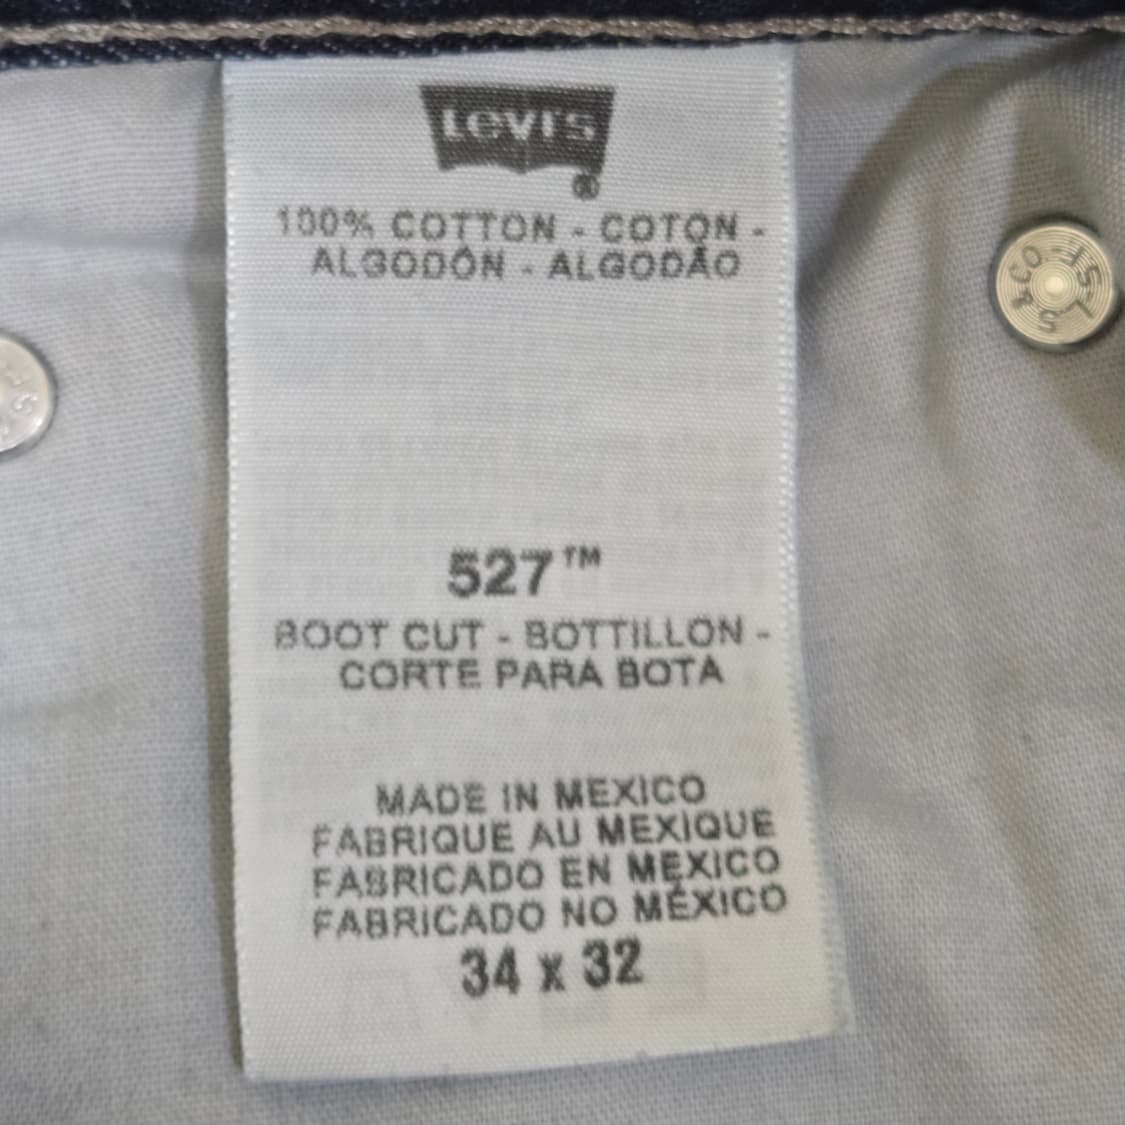 Levi's
®
100% COTTON - COTON -
ALGODÓN - ALGODÃO
527™
BOOT CUT - BOTTILLON -
CORTE PARA BOTA
MADE IN MEXICO
FABRIQUE AU MEXIQUE
FABRICADO EN MEXICO
FABRICADO NO MÉXICO
34 x 32
L.S. & CO.